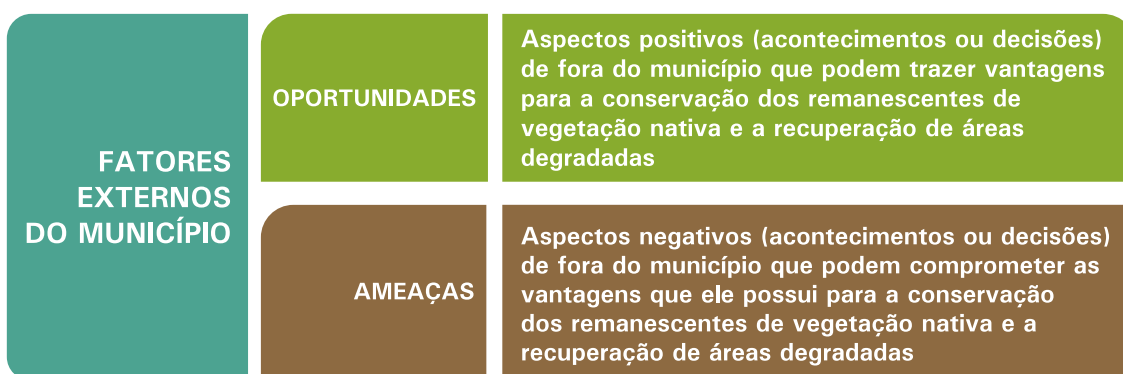 FATORES
EXTERNOS
DO MUNICÍPIO
OPORTUNIDADES
Aspectos positivos (acontecimentos ou decisões)
de fora do município que podem trazer vantagens
para a conservação dos remanescentes de
vegetação nativa e a recuperação de áreas
degradadas
AMEAÇAS
Aspectos negativos (acontecimentos ou decisões)
de fora do município que podem comprometer as
vantagens que ele possui para a conservação
dos remanescentes de vegetação nativa e a
recuperação de áreas degradadas